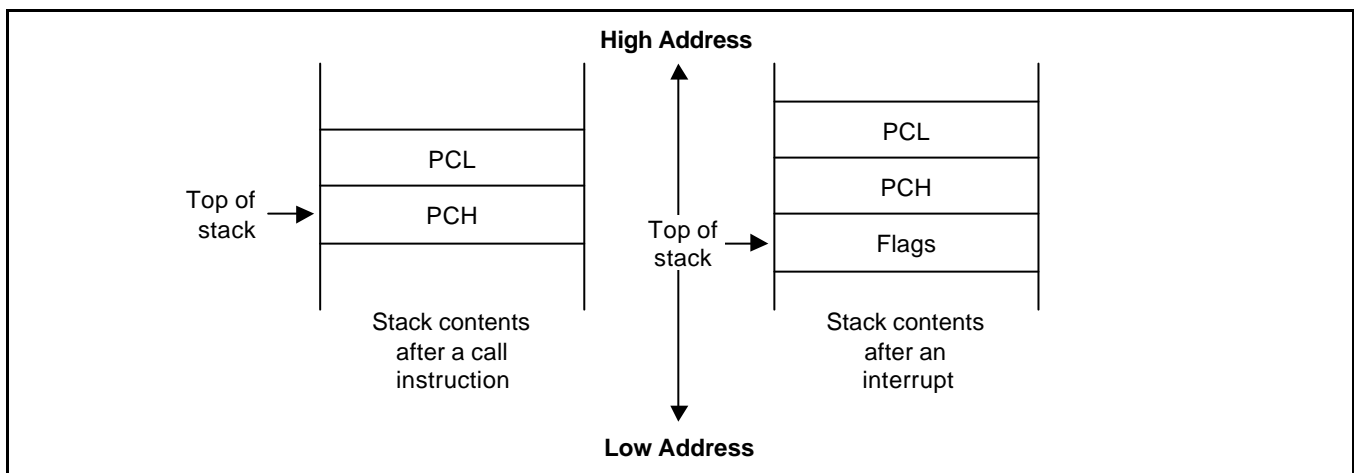 High Address
PCL
PCH
Top of
stack
Stack contents
after a call
instruction
PCL
PCH
Flags
Top of
stack
Stack contents
after an
interrupt
Low Address